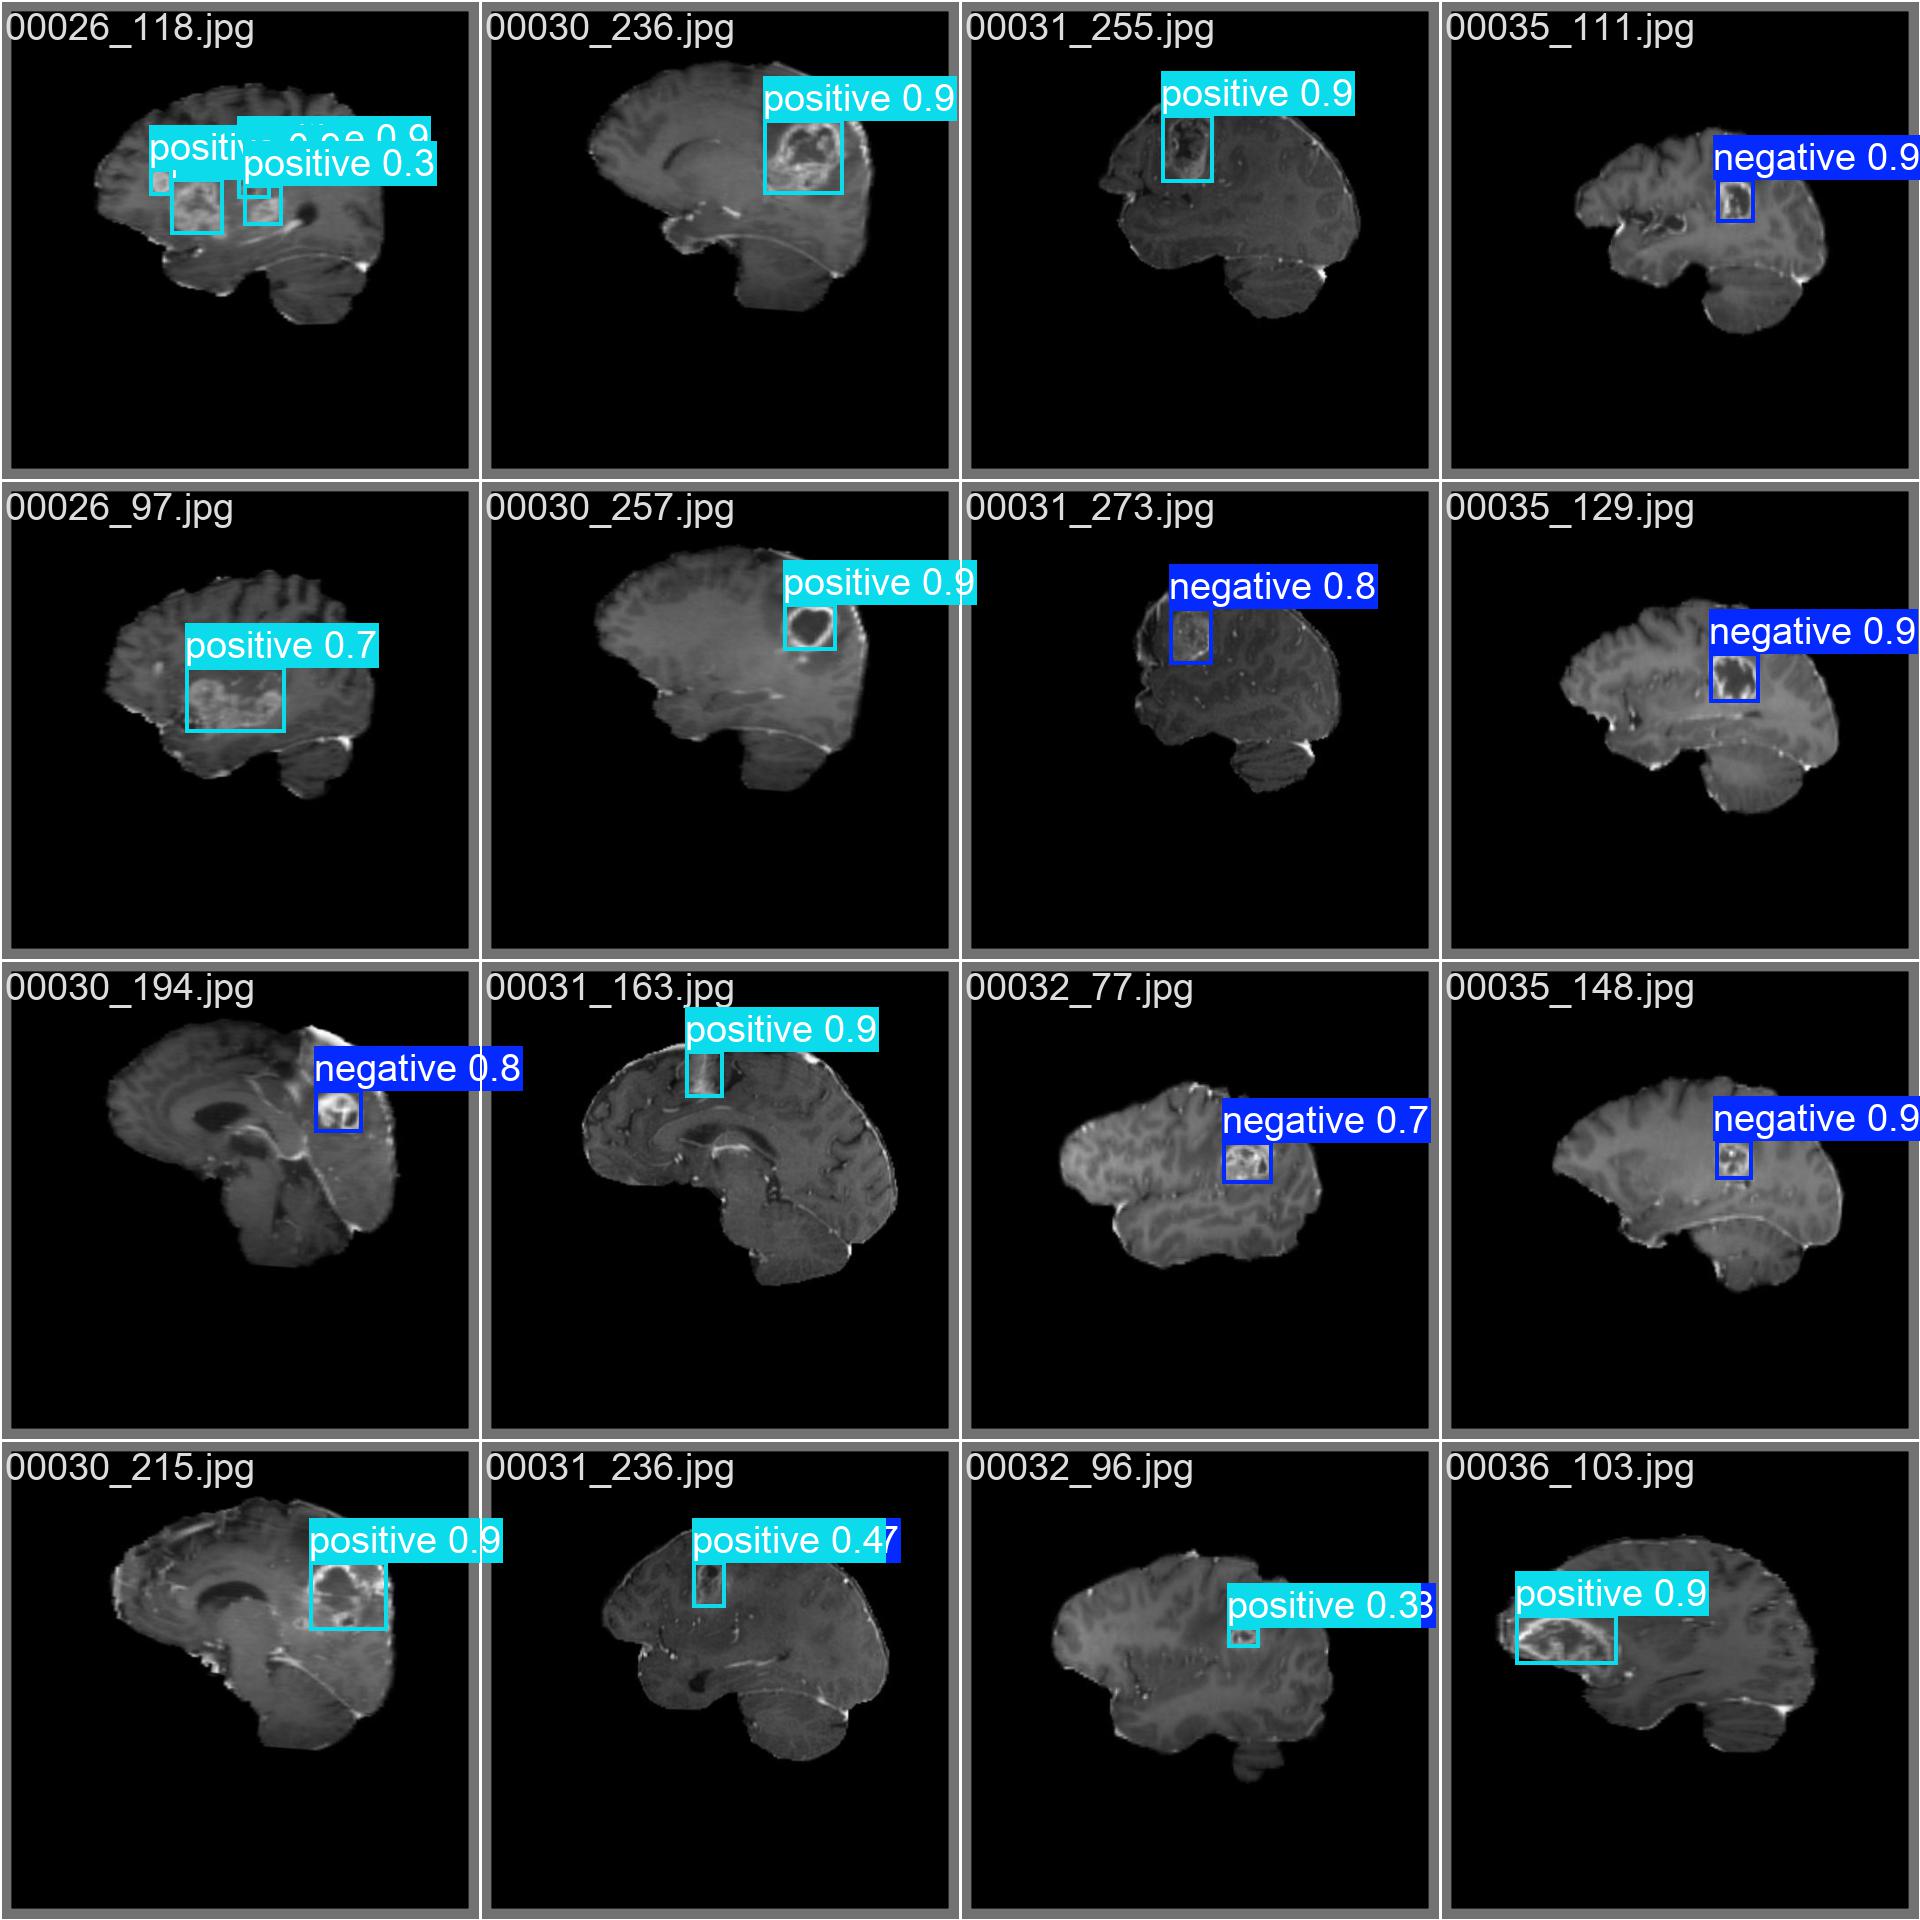 00026_118.jpg
positive 0.9
positive 0.3
00030_236.jpg
positive 0.9
00031_255.jpg
positive 0.9
00035_111.jpg
negative 0.9
00026_97.jpg
positive 0.7
00030_257.jpg
positive 0.9
00031_273.jpg
negative 0.8
00035_129.jpg
negative 0.9
00030_194.jpg
negative 0.8
00031_163.jpg
positive 0.9
00032_77.jpg
negative 0.7
00035_148.jpg
negative 0.9
00030_215.jpg
positive 0.9
00031_236.jpg
positive 0.4
00032_96.jpg
positive 0.3
00036_103.jpg
positive 0.9